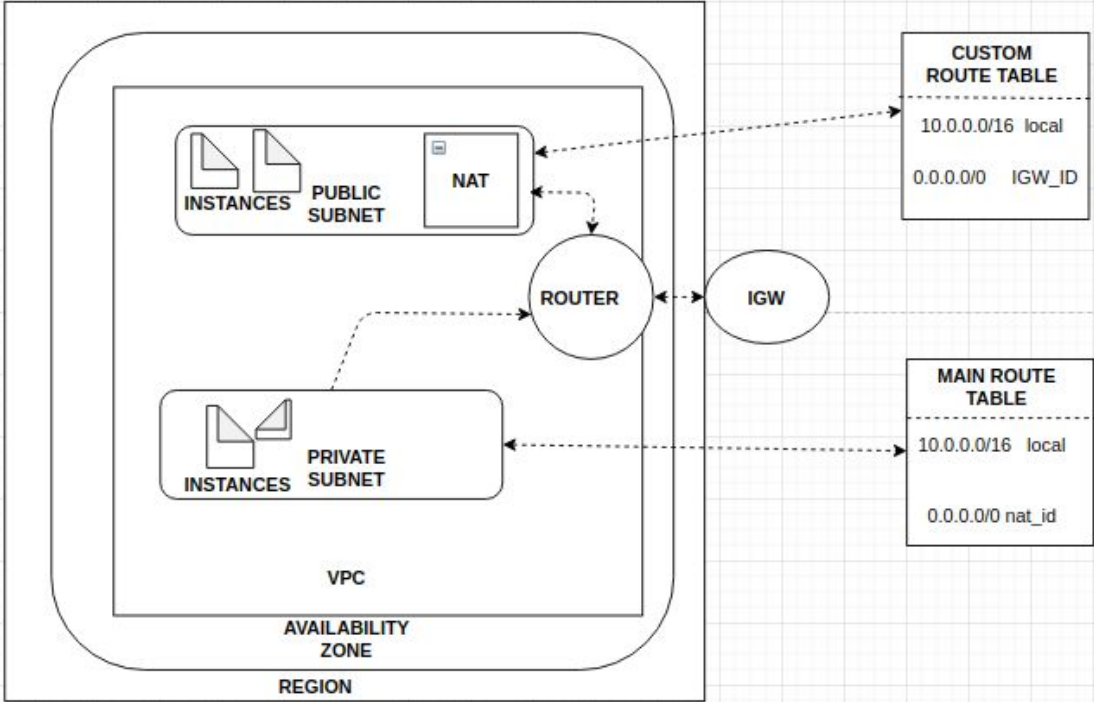 CUSTOM
ROUTE TABLE
10.0.0.0/16 local
0.0.0.0/0 IGW_ID
INSTANCES
PUBLIC
SUBNET
NAT
ROUTER
IGW
MAIN ROUTE
TABLE
10.0.0.0/16 local
0.0.0.0/0 nat_id
INSTANCES
PRIVATE
SUBNET
VPC
AVAILABILITY
ZONE
REGION